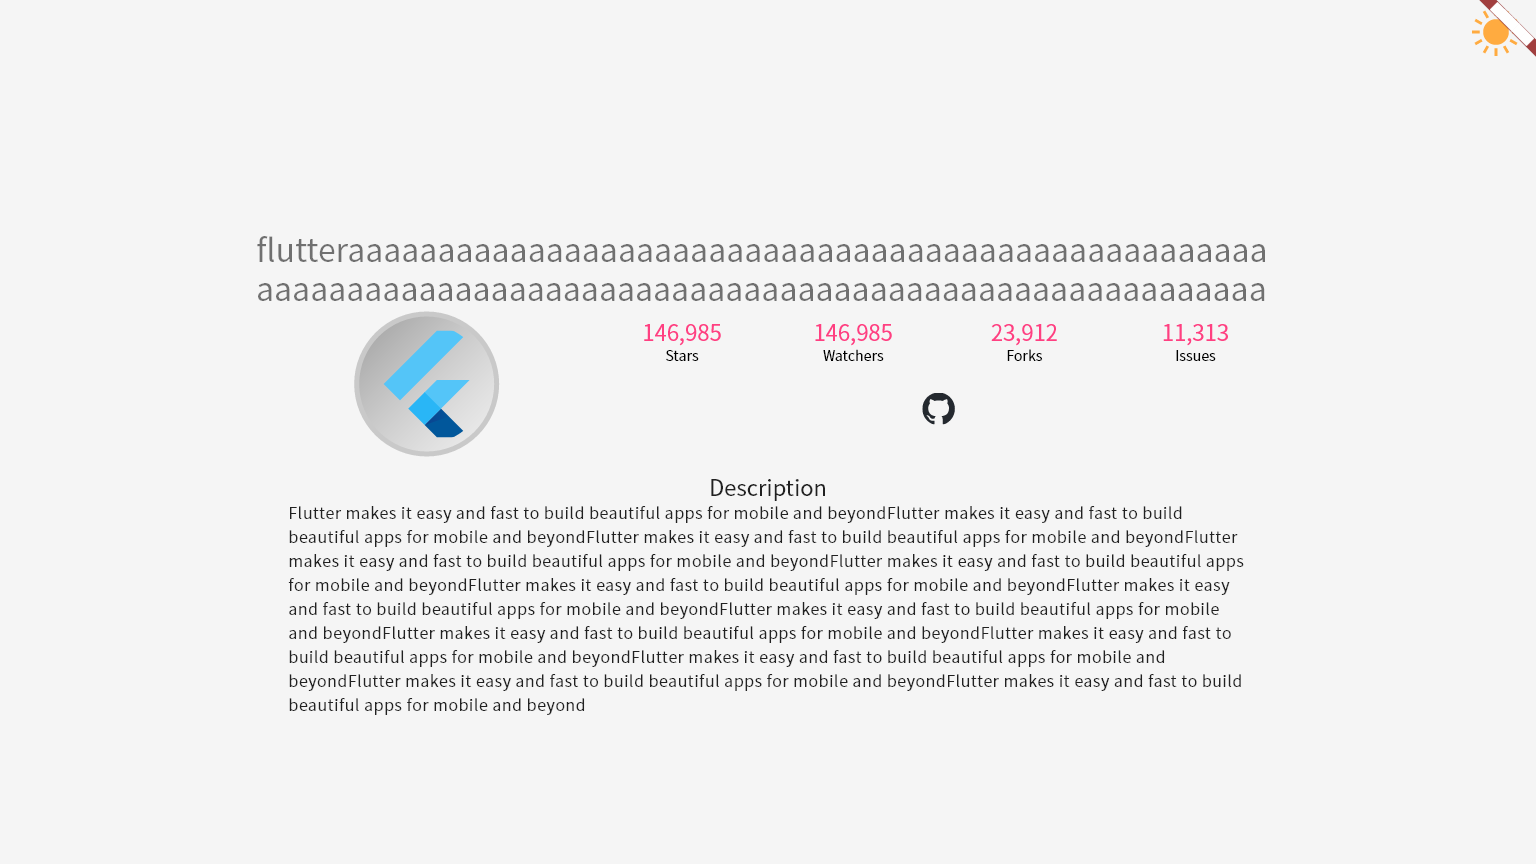 flutteraaaaaaaaaaaaaaaaaaaaaaaaaaaaaaaaaaaaaaaaaaaaaaaaaaa
aaaaaaaaaaaaaaaaaaaaaaaaaaaaaaaaaaaaaaaaaaaaaaaaaaaaaaaa
146,985 146,985 23,912 11,313
Stars Watchers Forks Issues
Description
Flutter makes it easy and fast to build beautiful apps for mobile and beyondFlutter makes it easy and fast to build
beautiful apps for mobile and beyondFlutter makes it easy and fast to build beautiful apps for mobile and beyondFlutter
makes it easy and fast to build beautiful apps for mobile and beyondFlutter makes it easy and fast to build beautiful apps
for mobile and beyondFlutter makes it easy and fast to build beautiful apps for mobile and beyondFlutter makes it easy
and fast to build beautiful apps for mobile and beyondFlutter makes it easy and fast to build beautiful apps for mobile
and beyondFlutter makes it easy and fast to build beautiful apps for mobile and beyondFlutter makes it easy and fast to
build beautiful apps for mobile and beyondFlutter makes it easy and fast to build beautiful apps for mobile and
beyondFlutter makes it easy and fast to build beautiful apps for mobile and beyondFlutter makes it easy and fast to build
beautiful apps for mobile and beyond